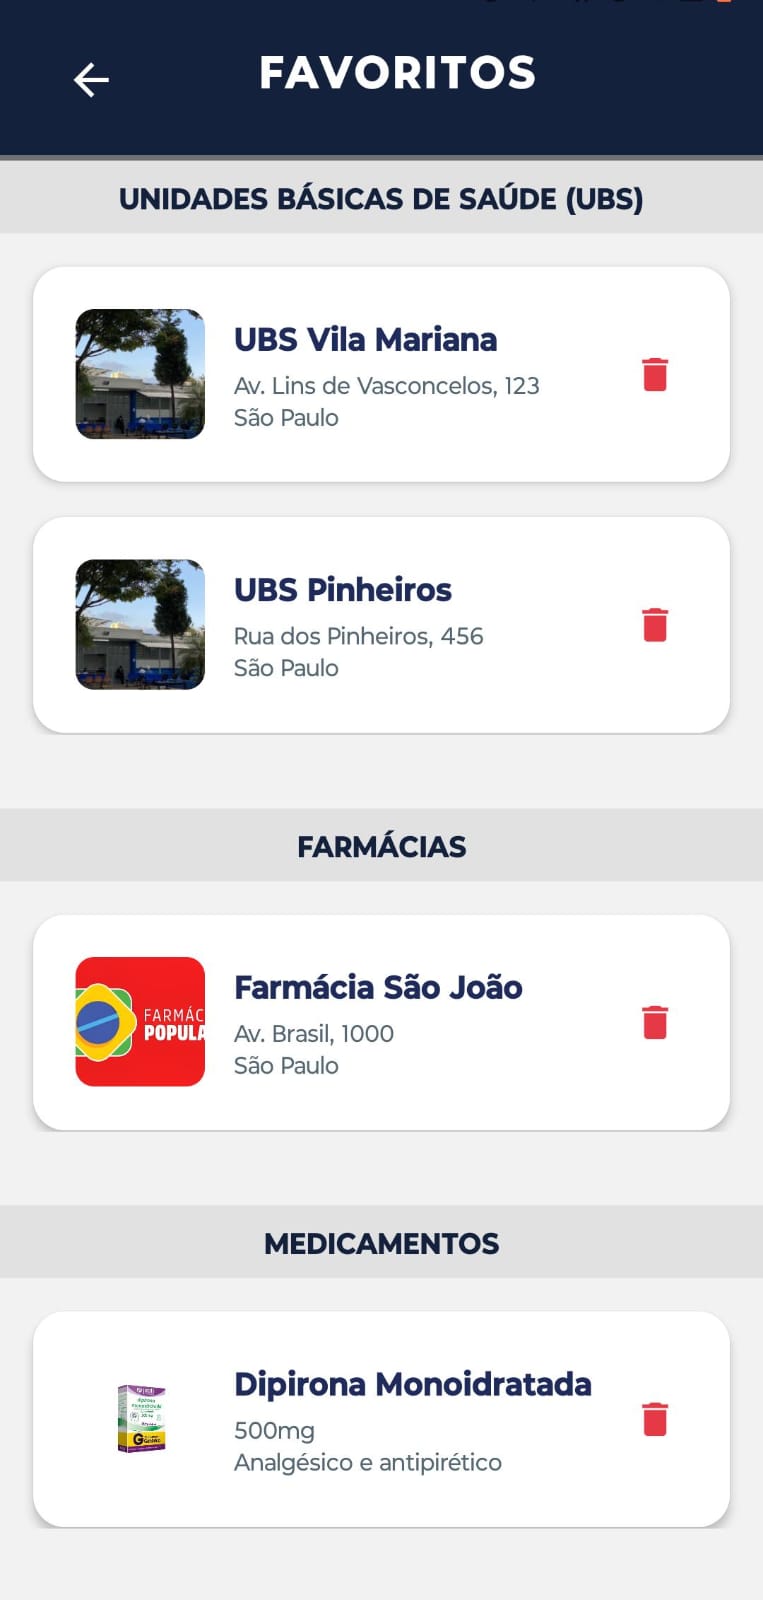 FAVORITOS
UNIDADES BÁSICAS DE SAÚDE (UBS)
UBS Vila Mariana
Av. Lins de Vasconcelos, 123
São Paulo
UBS Pinheiros
Rua dos Pinheiros, 456
São Paulo
FARMÁCIAS
FARMÁC
POPULA
Farmácia São João
Av. Brasil, 1000
São Paulo
MEDICAMENTOS
Dipirona Monoidratada
500mg
Analgésico e antipirético